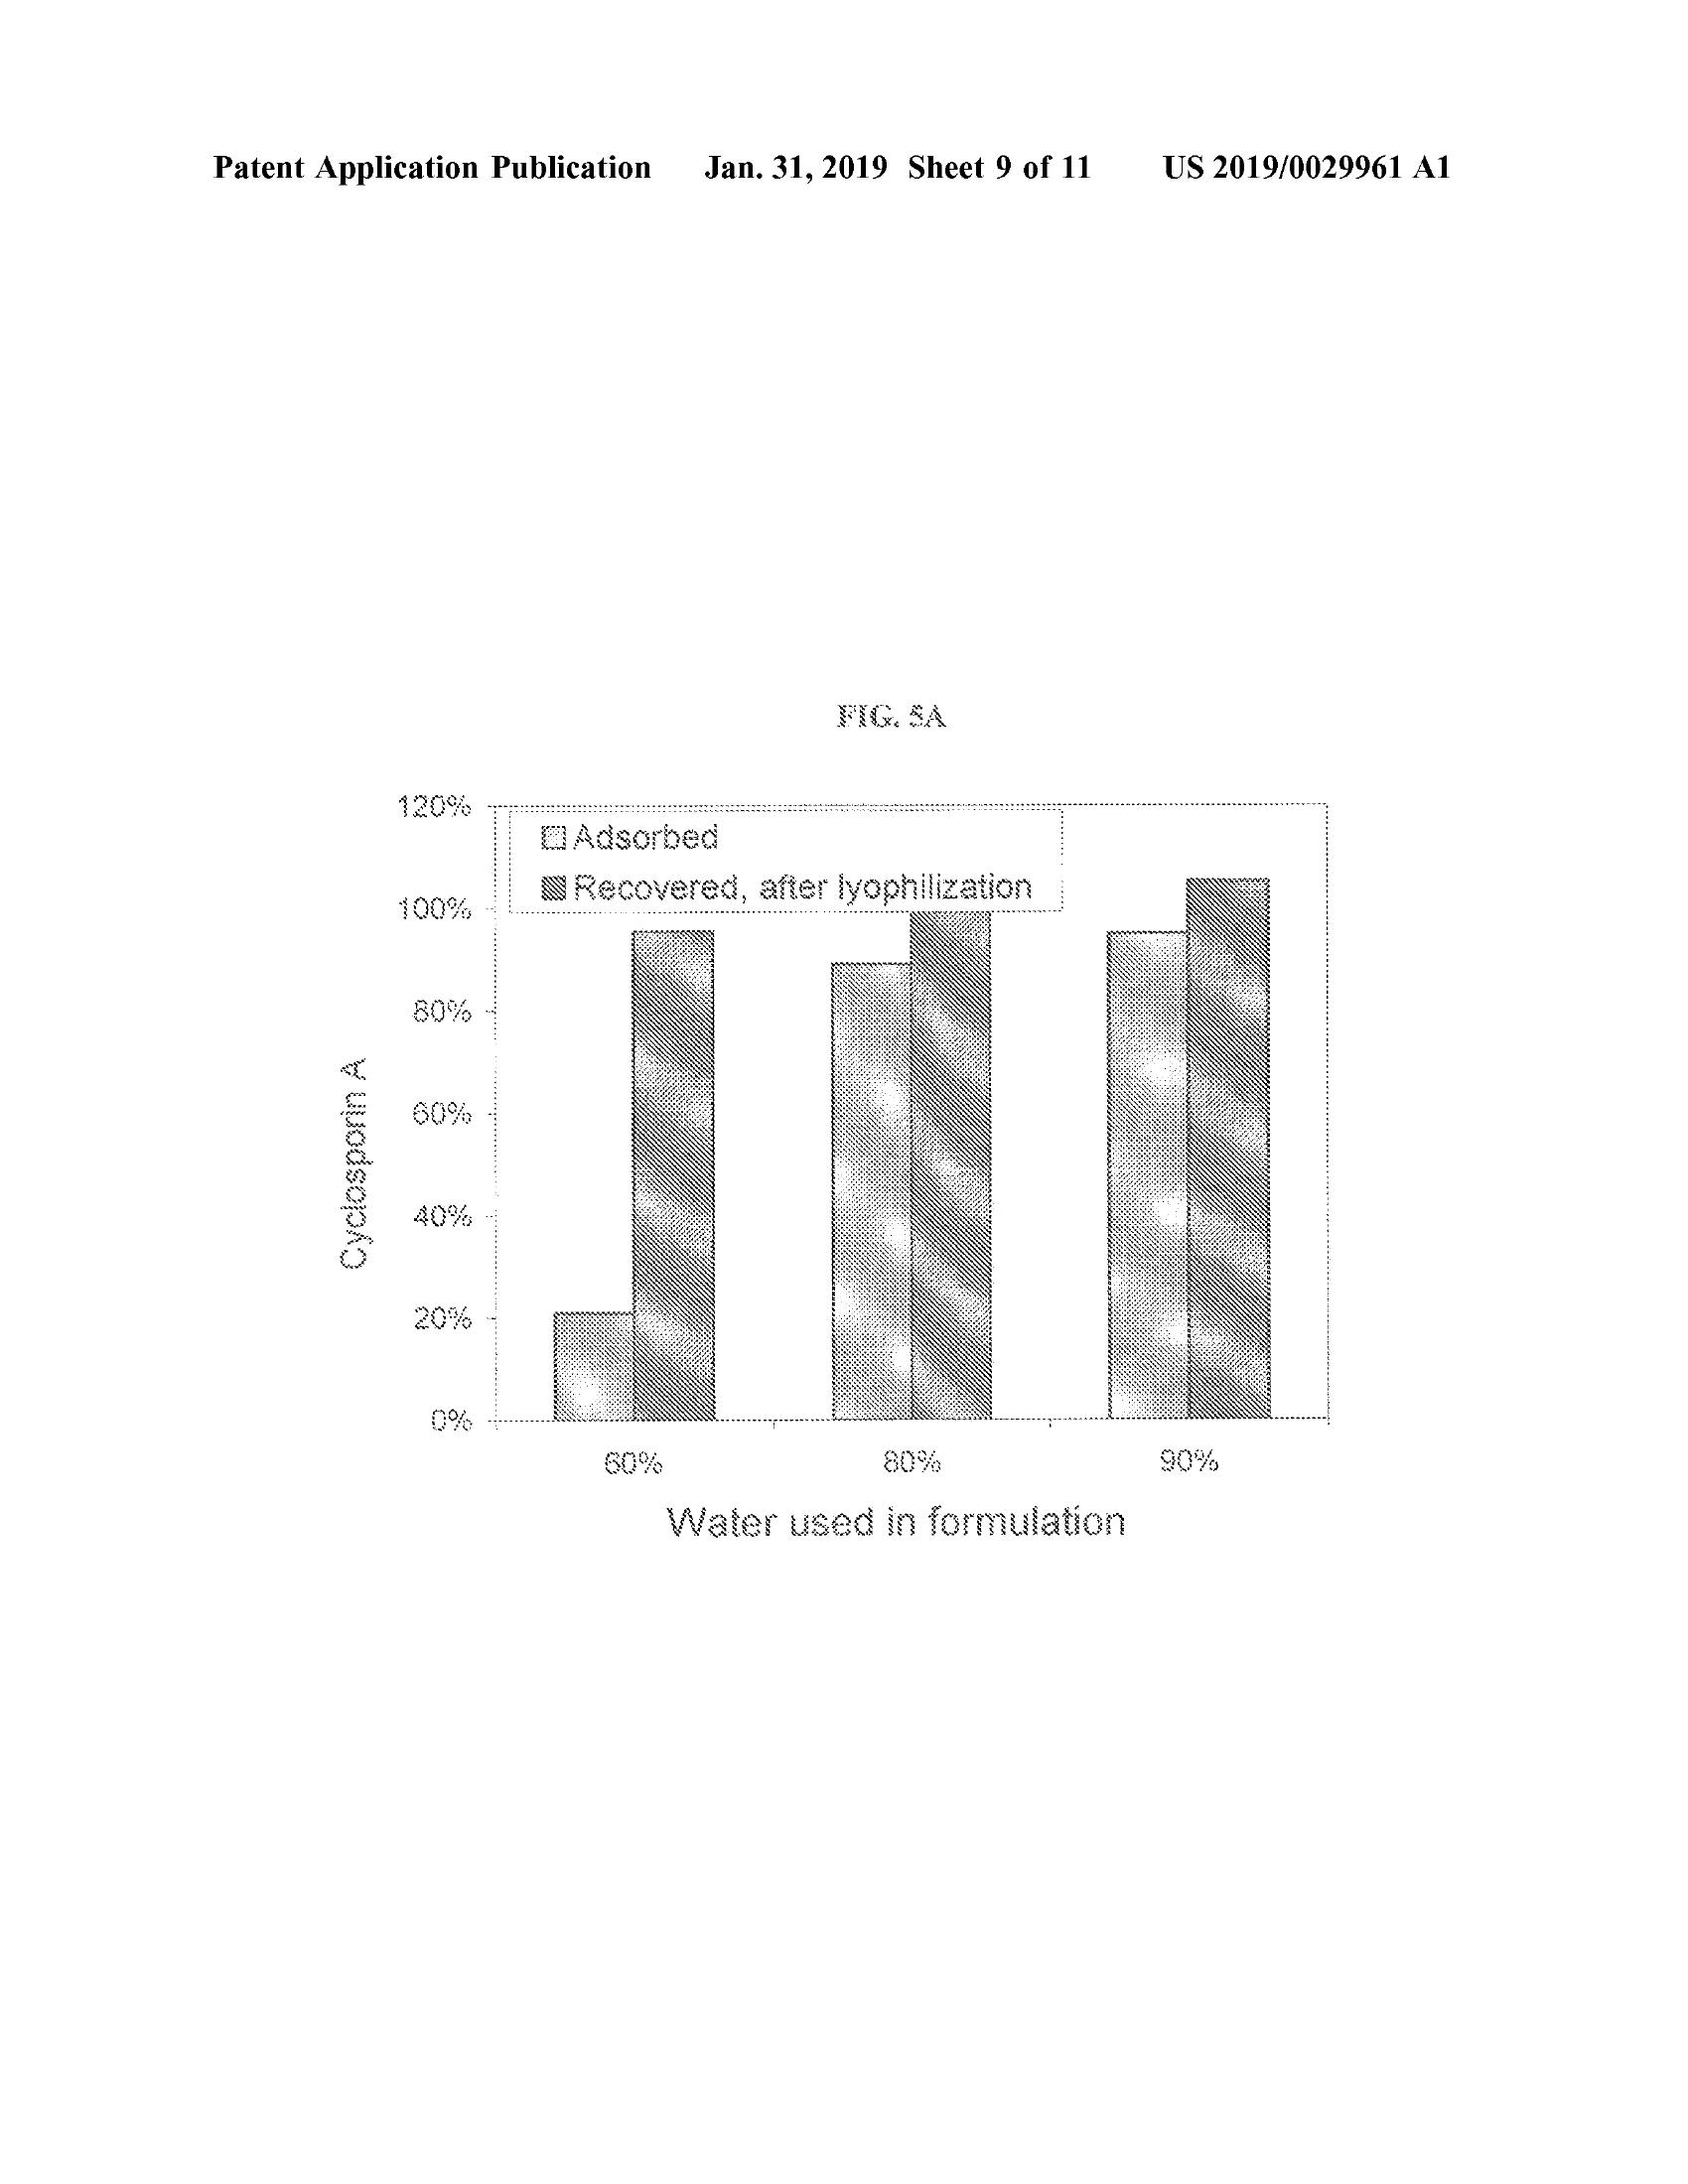 Patent Application Publication Jan. 31, 2019 Sheet 9 of 11 US 2019/0029961 A1
FIG. 5A
120%
100%
80%
60%
40%
20%
0%
Cyclosporin A
Adsorbed
Recovered, after lyophilization
60% 80% 90%
Water used in formulation